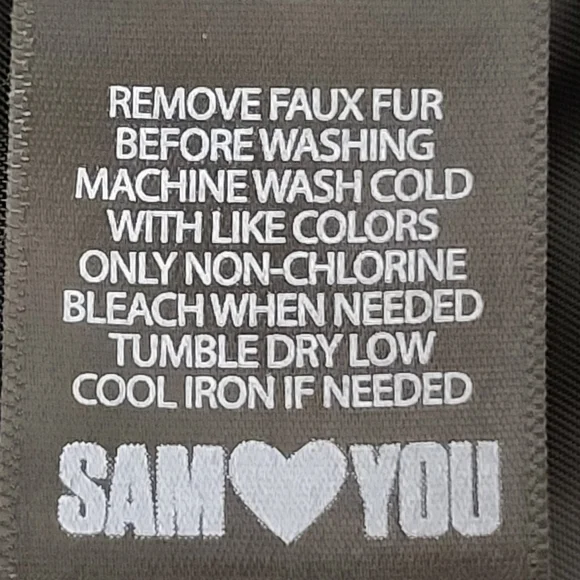 REMOVE FAUX FUR
BEFORE WASHING
MACHINE WASH COLD
WITH LIKE COLORS
ONLY NON-CHLORINE
BLEACH WHEN NEEDED
TUMBLE DRY LOW
COOL IRON IF NEEDED
SAM♥YOU